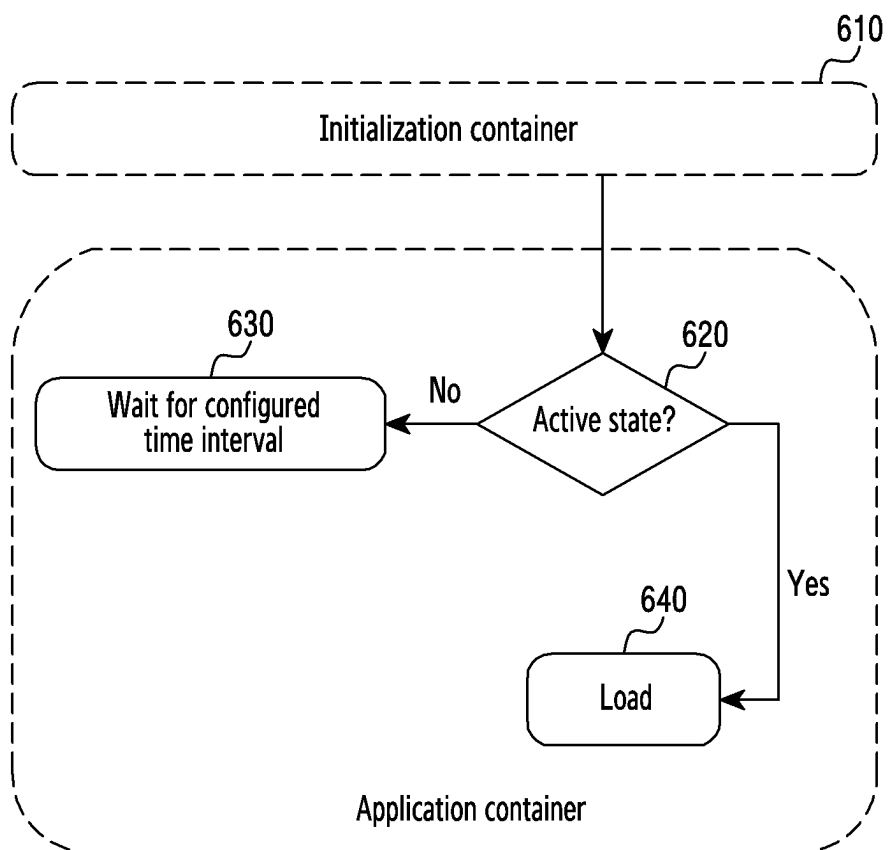 610
Initialization container
630
620
Wait for configured
time interval
No
Active state?
Yes
640
Load
Application container